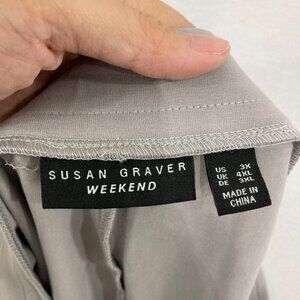 SUSAN GRAVER
WEEKEND
US 3X
UK 4XL
DE 3XL
MADE IN
CHINA